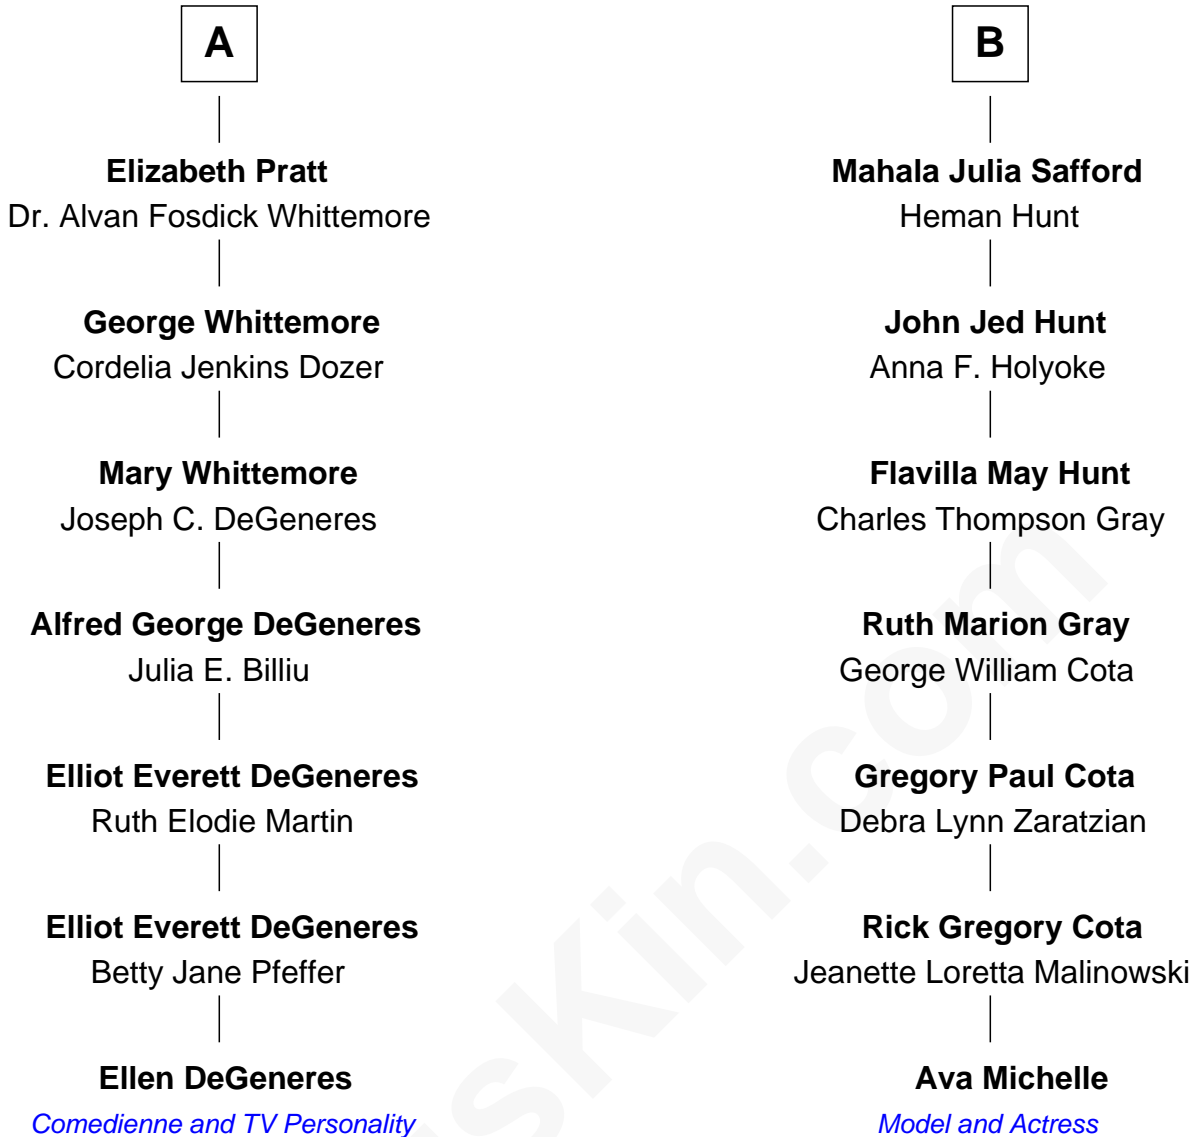 A
Elizabeth Pratt
Dr. Alvan Fosdick Whittemore
George Whittemore
Cordelia Jenkins Dozer
Mary Whittemore
Joseph C. DeGeneres
Alfred George DeGeneres
Julia E. Billiu
Elliot Everett DeGeneres
Ruth Elodie Martin
Elliot Everett DeGeneres
Betty Jane Pfeffer
Ellen DeGeneres
Comedienne and TV Personality
B
Mahala Julia Safford
Heman Hunt
John Jed Hunt
Anna F. Holyoke
Flavilla May Hunt
Charles Thompson Gray
Ruth Marion Gray
George William Cota
Gregory Paul Cota
Debra Lynn Zaratzian
Rick Gregory Cota
Jeanette Loretta Malinowski
Ava Michelle
Model and Actress
sKin.com